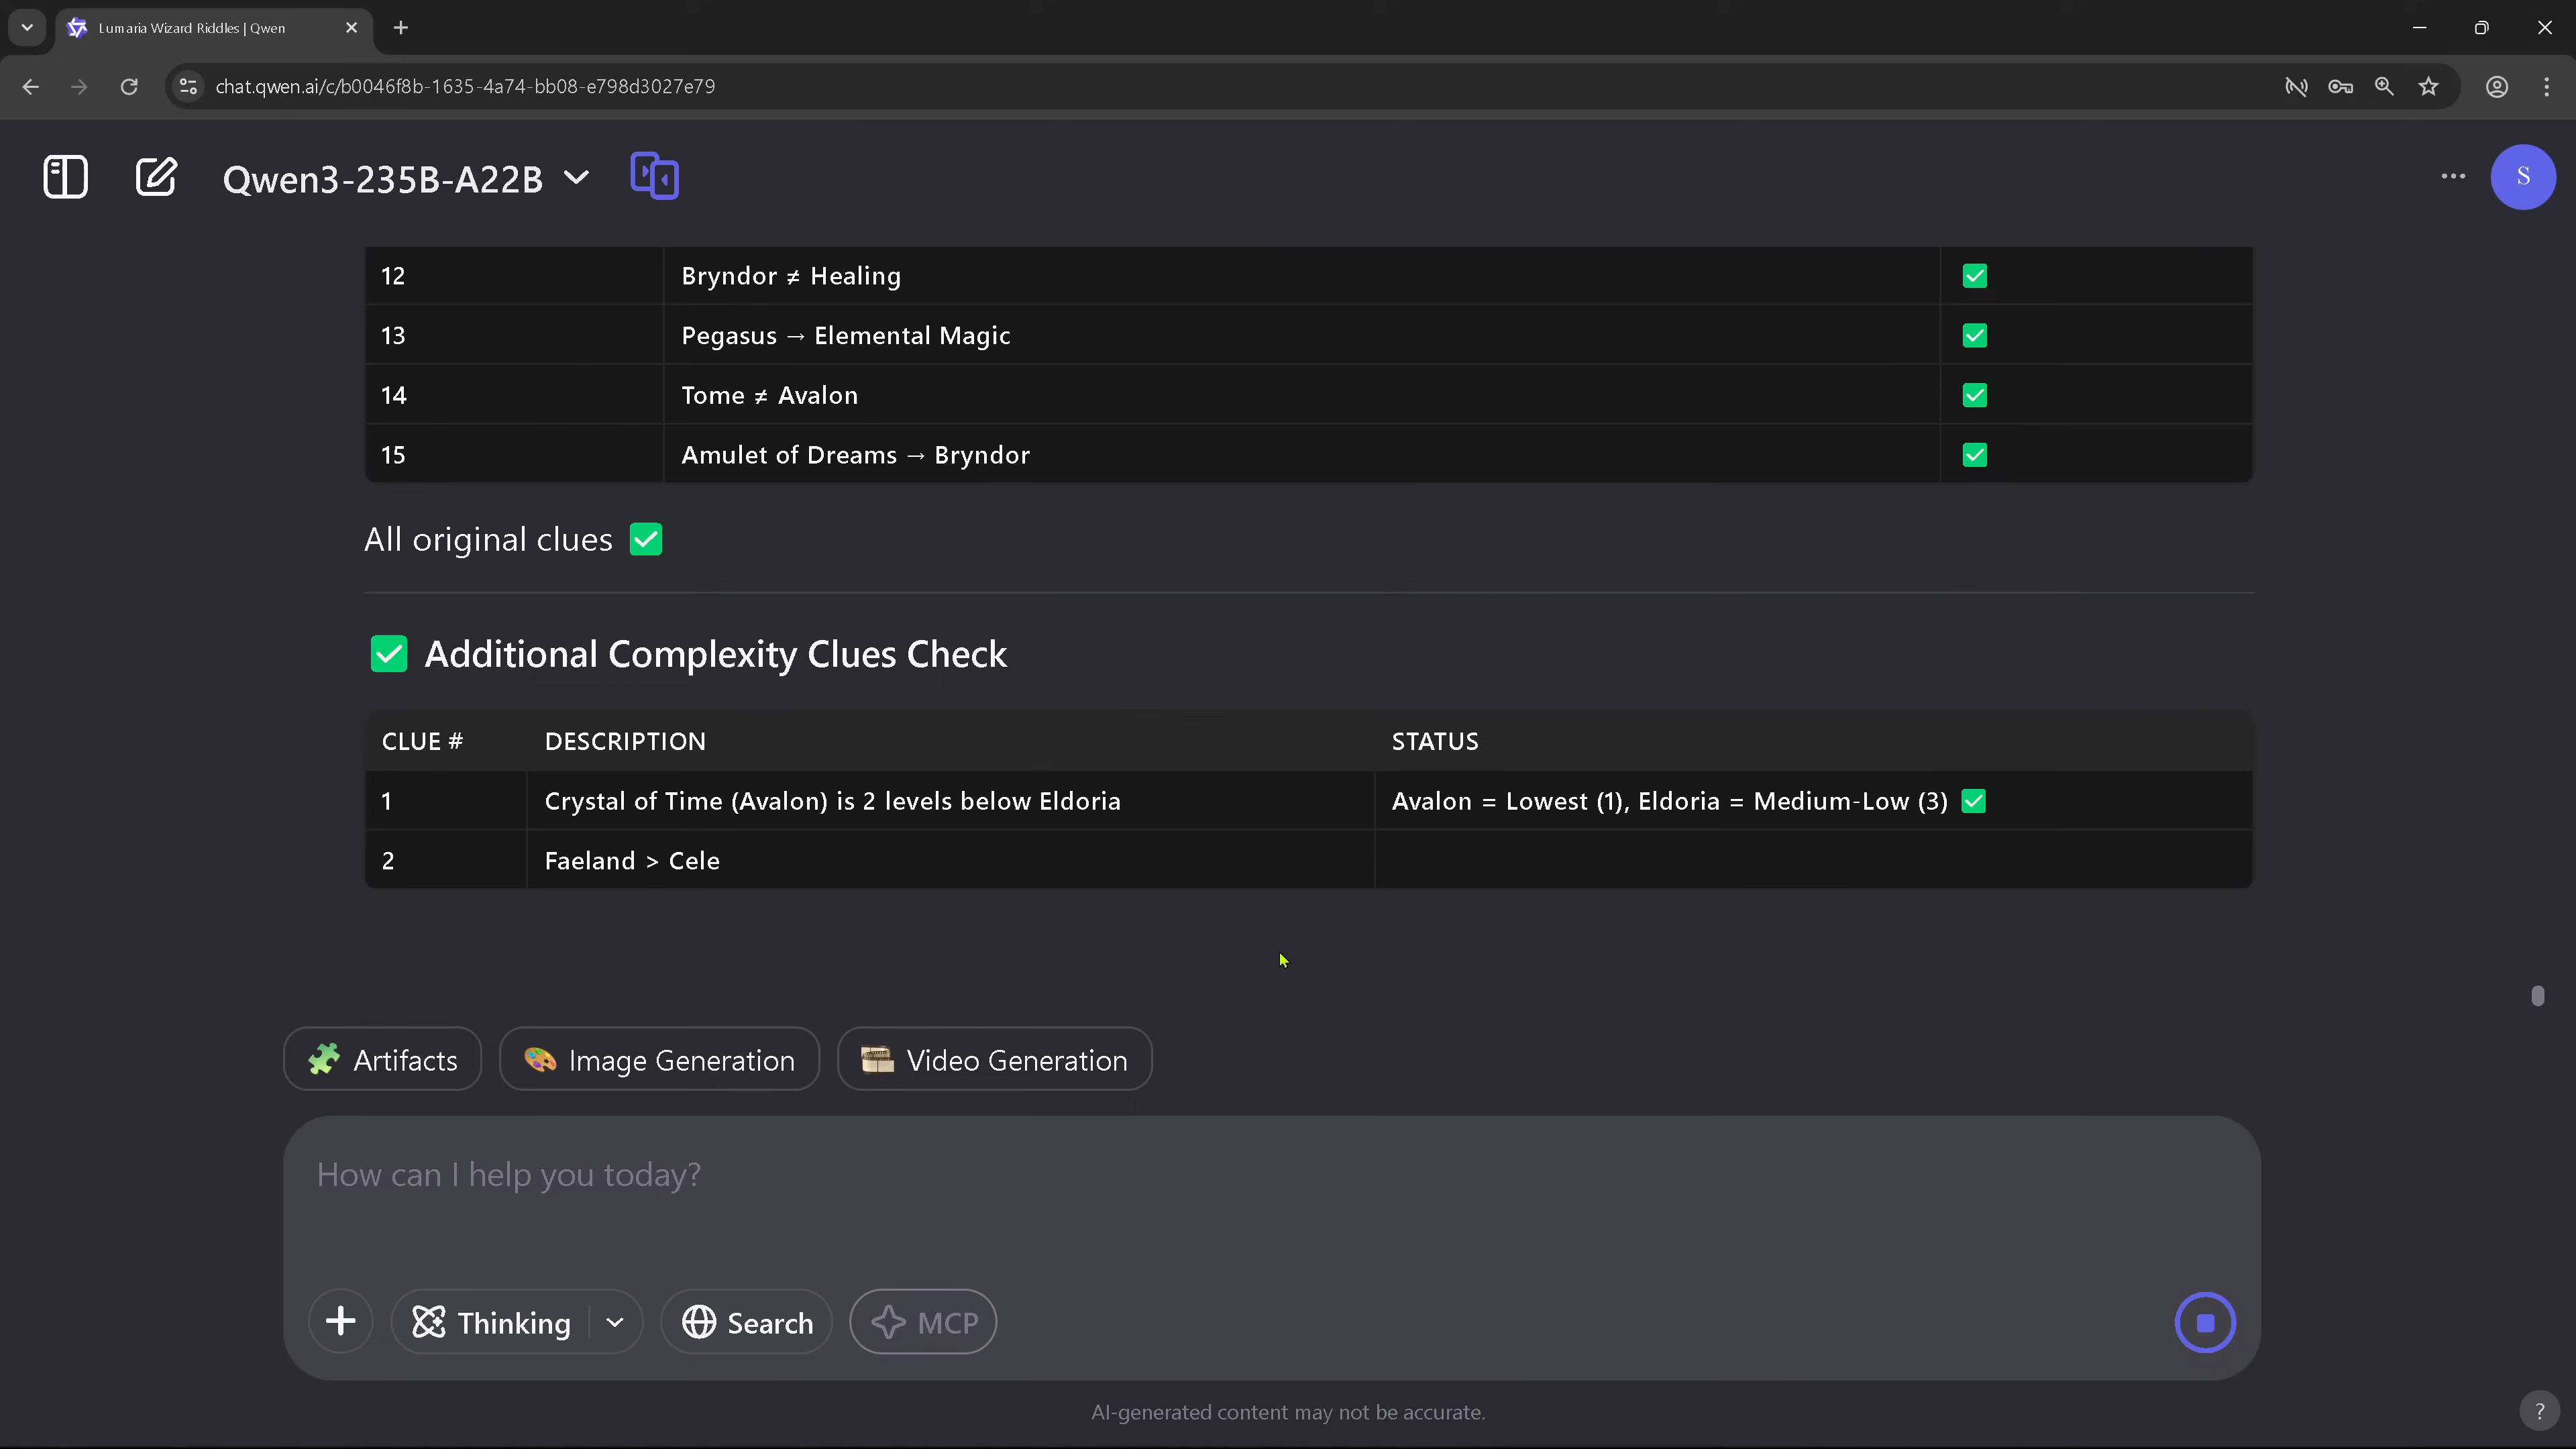 Lumaria Wizard Riddles | Qwen
chat.qwen.ai/c/b0046f8b-1635-4a74-bb08-e798d3027e79
Qwen3-235B-A22B
S
12 Bryndor ≠ Healing ✅
13 Pegasus → Elemental Magic ✅
14 Tome ≠ Avalon ✅
15 Amulet of Dreams → Bryndor ✅
All original clues ✅
✅ Additional Complexity Clues Check
CLUE # DESCRIPTION STATUS
1 Crystal of Time (Avalon) is 2 levels below Eldoria Avalon = Lowest (1), Eldoria = Medium-Low (3) ✅
2 Faeland > Cele
Artifacts Image Generation Video Generation
How can I help you today?
Thinking Search MCP
AI-generated content may not be accurate.
?